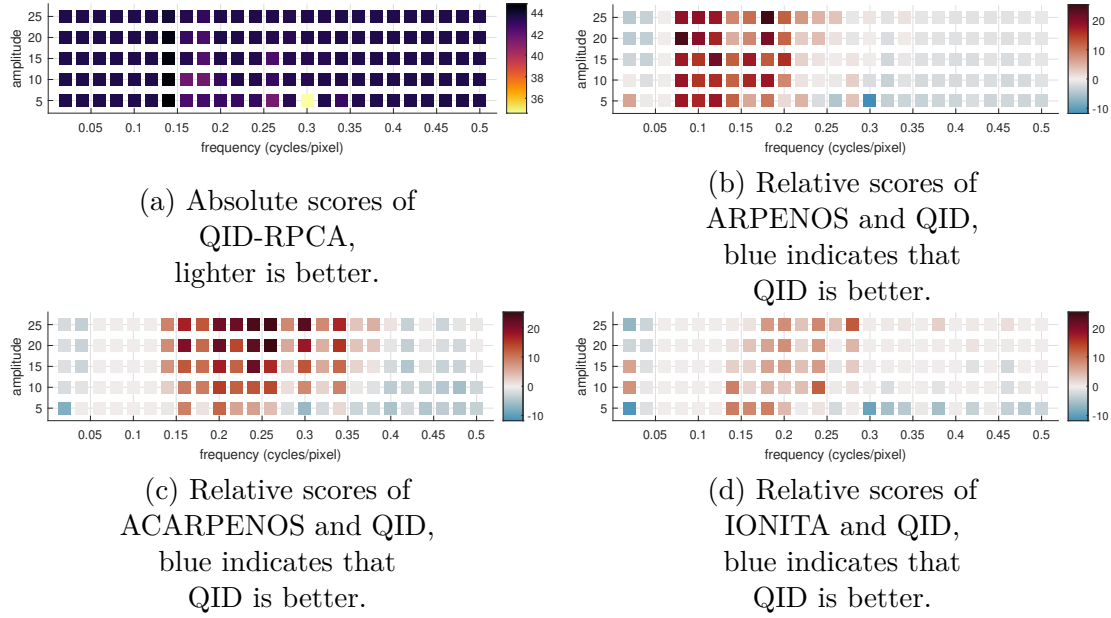 25
20
15
10
5
amplitude
0.05 0.1 0.15 0.2 0.25 0.3 0.35 0.4 0.45 0.5
frequency (cycles/pixel)
44
42
40
38
36
(a) Absolute scores of
QID-RPCA,
lighter is better.
25
20
15
10
5
amplitude
0.05 0.1 0.15 0.2 0.25 0.3 0.35 0.4 0.45 0.5
frequency (cycles/pixel)
20
10
0
-10
(b) Relative scores of
ARPENOS and QID,
blue indicates that
QID is better.
25
20
15
10
5
amplitude
0.05 0.1 0.15 0.2 0.25 0.3 0.35 0.4 0.45 0.5
frequency (cycles/pixel)
20
10
0
-10
(c) Relative scores of
ACARPENOS and QID,
blue indicates that
QID is better.
25
20
15
10
5
amplitude
0.05 0.1 0.15 0.2 0.25 0.3 0.35 0.4 0.45 0.5
frequency (cycles/pixel)
20
10
0
-10
(d) Relative scores of
IONITA and QID,
blue indicates that
QID is better.